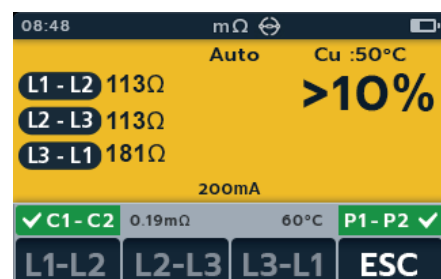 08:48 mΩ
Auto Cu :50°C
L1 - L2 113Ω >10%
L2 - L3 113Ω
L3 - L1 181Ω
200mA
✓ C1 - C2 0.19mΩ 60°C P1 - P2 ✓
L1-L2 L2-L3 L3-L1 ESC